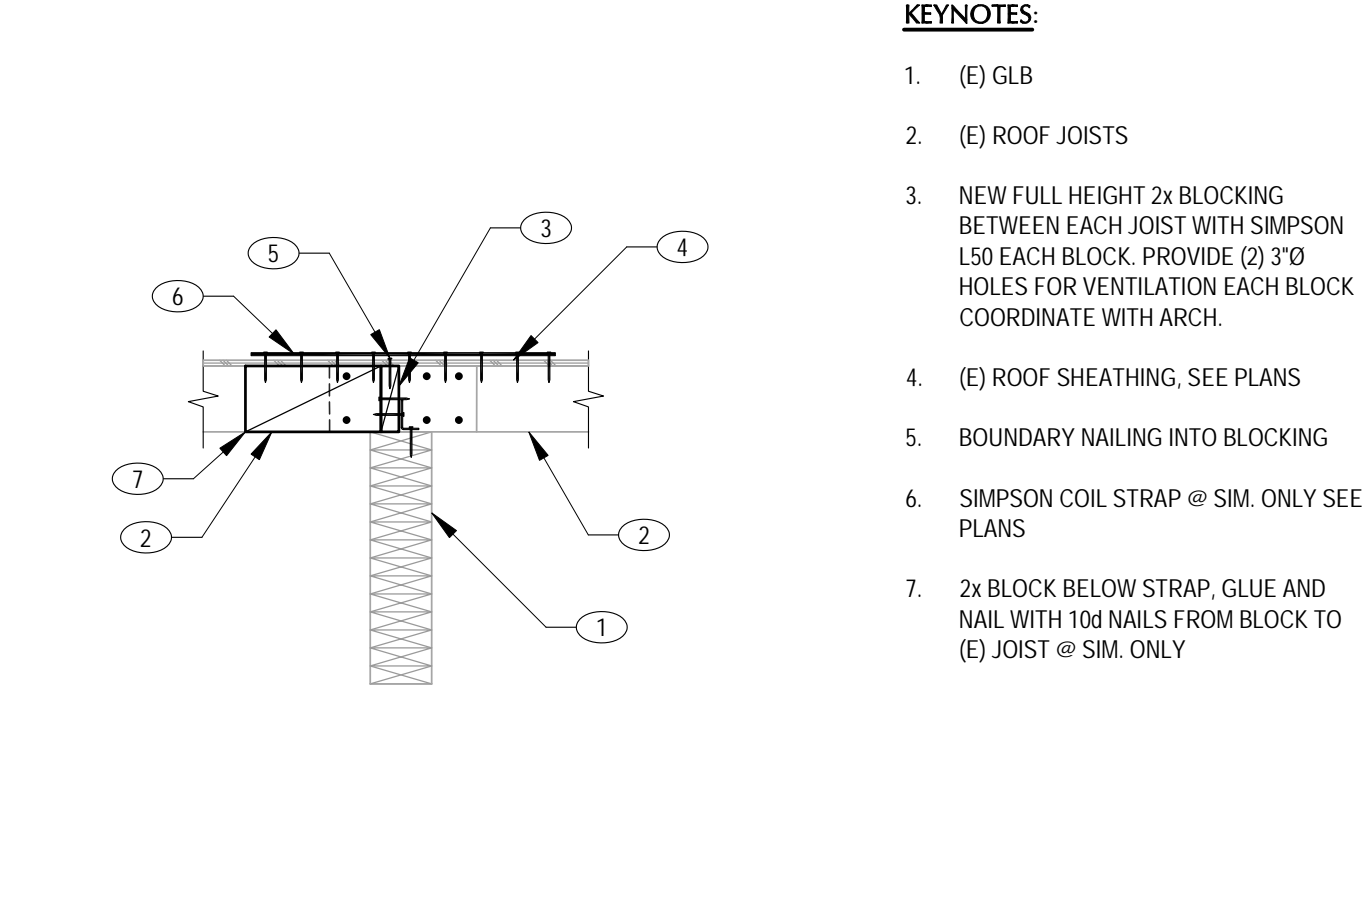 KEYNOTES:
1. (E) GLB
2. (E) ROOF JOISTS
3. NEW FULL HEIGHT 2x BLOCKING
BETWEEN EACH JOIST WITH SIMPSON
L50 EACH BLOCK. PROVIDE (2) 3"Ø
HOLES FOR VENTILATION EACH BLOCK
COORDINATE WITH ARCH.
4. (E) ROOF SHEATHING, SEE PLANS
5. BOUNDARY NAILING INTO BLOCKING
6. SIMPSON COIL STRAP @ SIM. ONLY SEE
PLANS
7. 2x BLOCK BELOW STRAP, GLUE AND
NAIL WITH 10d NAILS FROM BLOCK TO
(E) JOIST @ SIM. ONLY
3
5
4
6
7
2
2
1